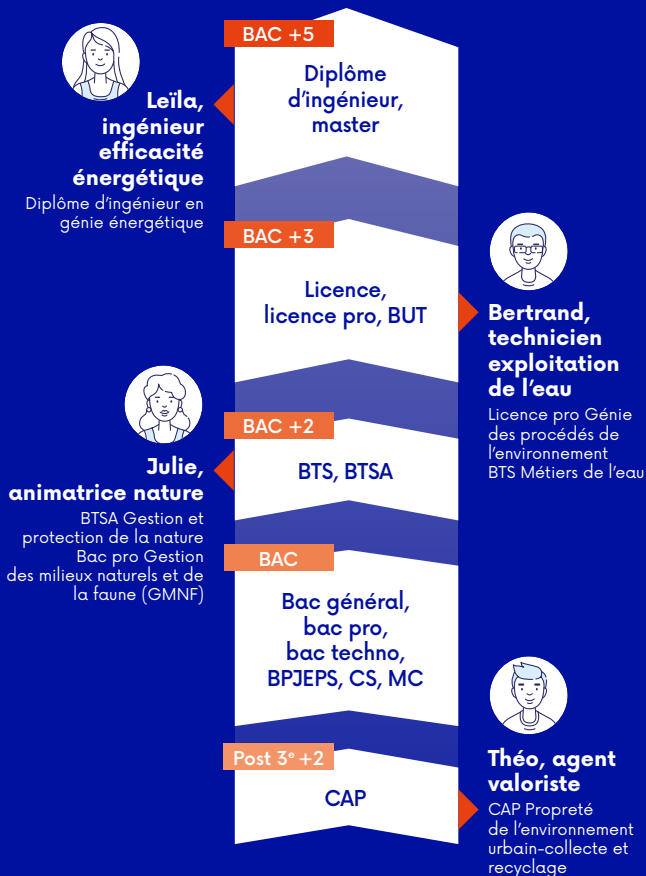 BAC +5
Diplôme
d'ingénieur,
master
Leïla,
ingénieur
efficacité
énergétique
Diplôme d'ingénieur en
génie énergétique
BAC +3
Licence,
licence pro, BUT
Bertrand,
technicien
exploitation
de l'eau
Licence pro Génie
des procédés de
l'environnement
BTS Métiers de l'eau
BAC +2
BTS, BTSA
Julie,
animatrice nature
BTSA Gestion et
protection de la nature
Bac pro Gestion
des milieux naturels et de
la faune (GMNF)
BAC
Bac général,
bac pro,
bac techno,
BPJEPS, CS, MC
Post 3ᵉ +2
CAP
Théo, agent
valoriste
CAP Propreté
de l'environnement
urbain-collecte et
recyclage